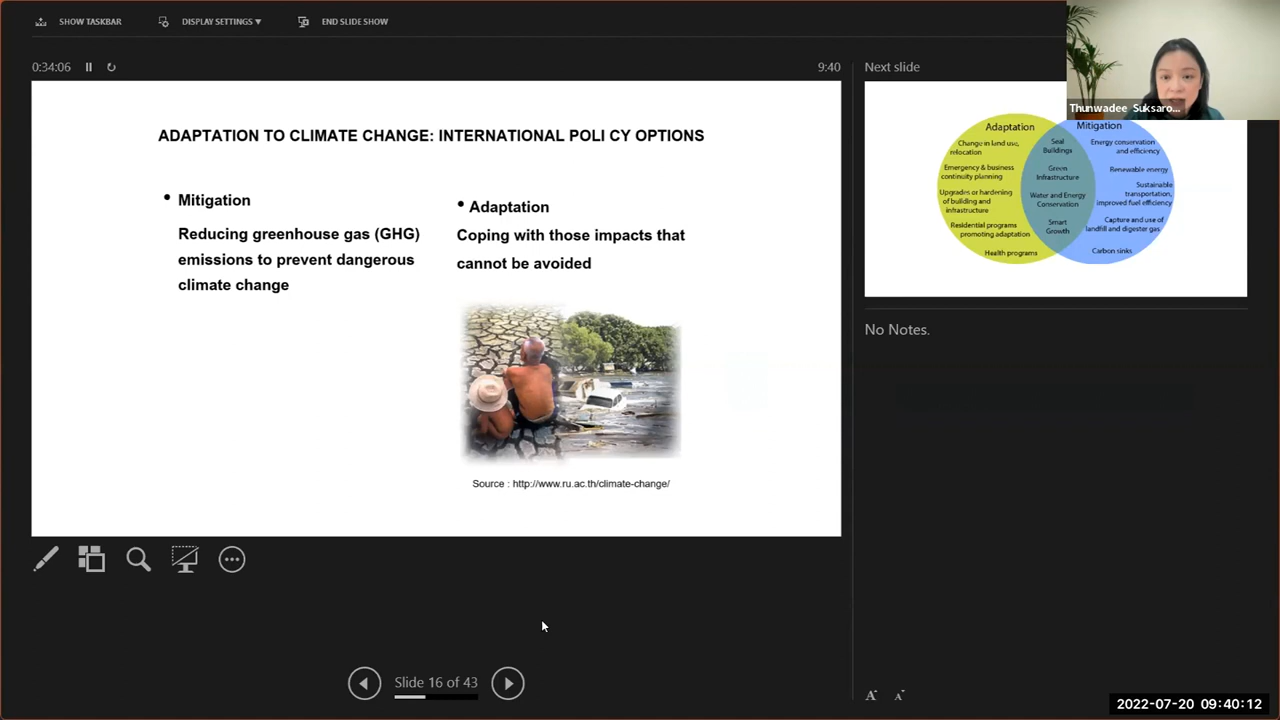 SHOW TASKBAR
DISPLAY SETTINGS ▾
END SLIDE SHOW
0:34:06
9:40
ADAPTATION TO CLIMATE CHANGE: INTERNATIONAL POLI CY OPTIONS
• Mitigation
Reducing greenhouse gas (GHG)
emissions to prevent dangerous
climate change
• Adaptation
Coping with those impacts that
cannot be avoided
Source : http://www.ru.ac.th/climate-change/
Slide 16 of 43
Next slide
Thunwadee Suksaro...
Adaptation
Change in land use,
relocation
Emergency & business
continuity planning
Upgrades or hardening
of building and
infrastructure
Residential programs
promoting adaptation
Health programs
Seal
Buildings
Green
Infrastructure
Water and Energy
Conservation
Smart
Growth
Mitigation
Energy conservation
and efficiency
Renewable energy
Sustainable
transportation,
improved fuel efficiency
Capture and use of
landfill and digester gas
Carbon sinks
No Notes.
A A
2022-07-20 09:40:12